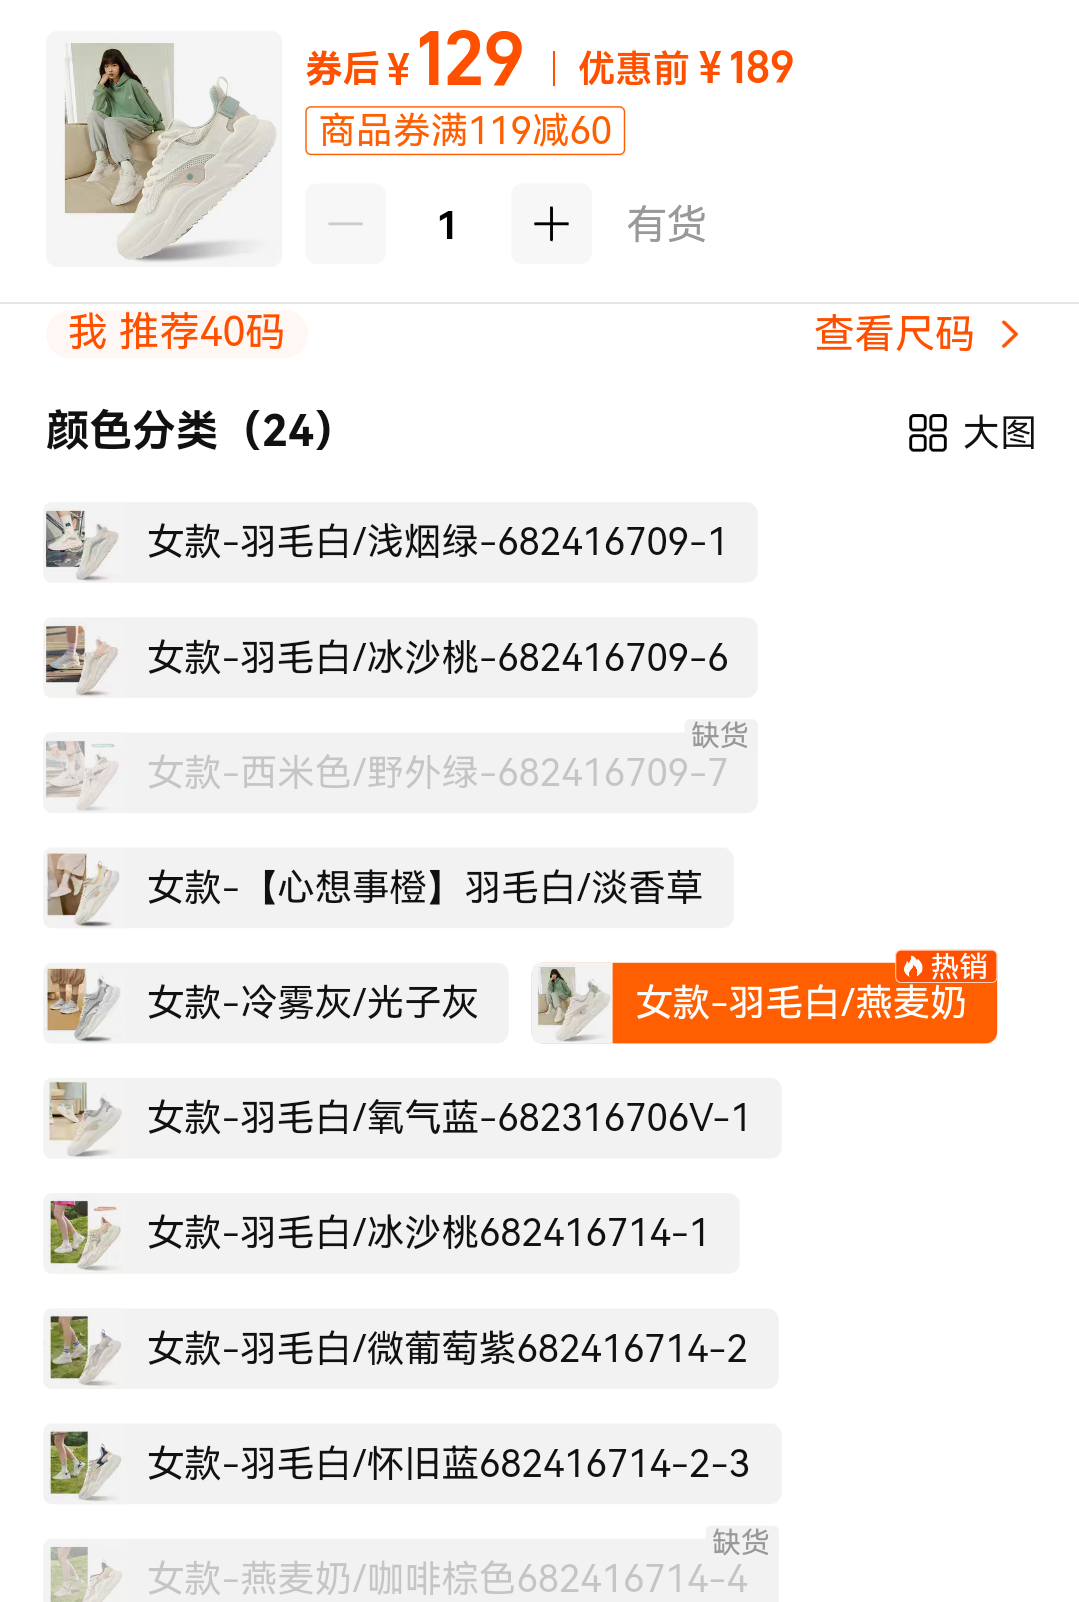 券后¥129 | 优惠前¥189
商品券满119减60
1 有货
我 推荐40码 查看尺码
颜色分类（24） 大图
女款-羽毛白/浅烟绿-682416709-1
女款-羽毛白/冰沙桃-682416709-6
缺货
女款-西米色/野外绿-682416709-7
女款-【心想事橙】羽毛白/淡香草
热销
女款-冷雾灰/光子灰 女款-羽毛白/燕麦奶
女款-羽毛白/氧气蓝-682316706V-1
女款-羽毛白/冰沙桃682416714-1
女款-羽毛白/微葡萄紫682416714-2
女款-羽毛白/怀旧蓝682416714-2-3
缺货
女款-燕麦奶/咖啡棕色682416714-4